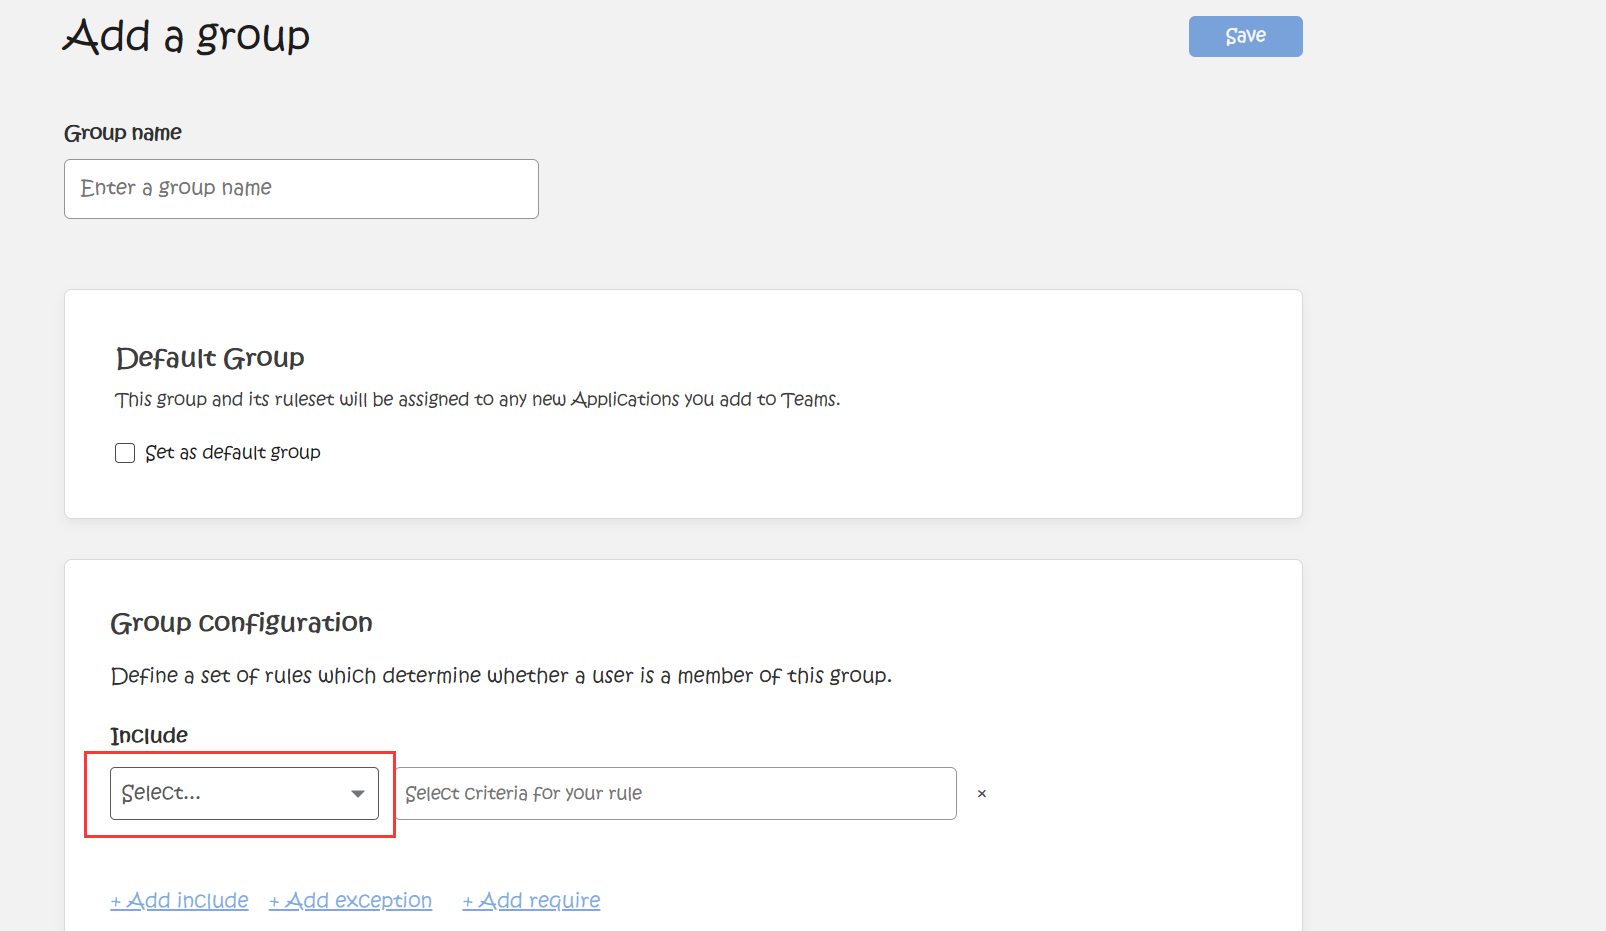 Add a group
Save
Group name
Enter a group name
Default Group
This group and its ruleset will be assigned to any new Applications you add to Teams.
Set as default group
Group configuration
Define a set of rules which determine whether a user is a member of this group.
Include
Select...
Select criteria for your rule
×
+ Add include
+ Add exception
+ Add require